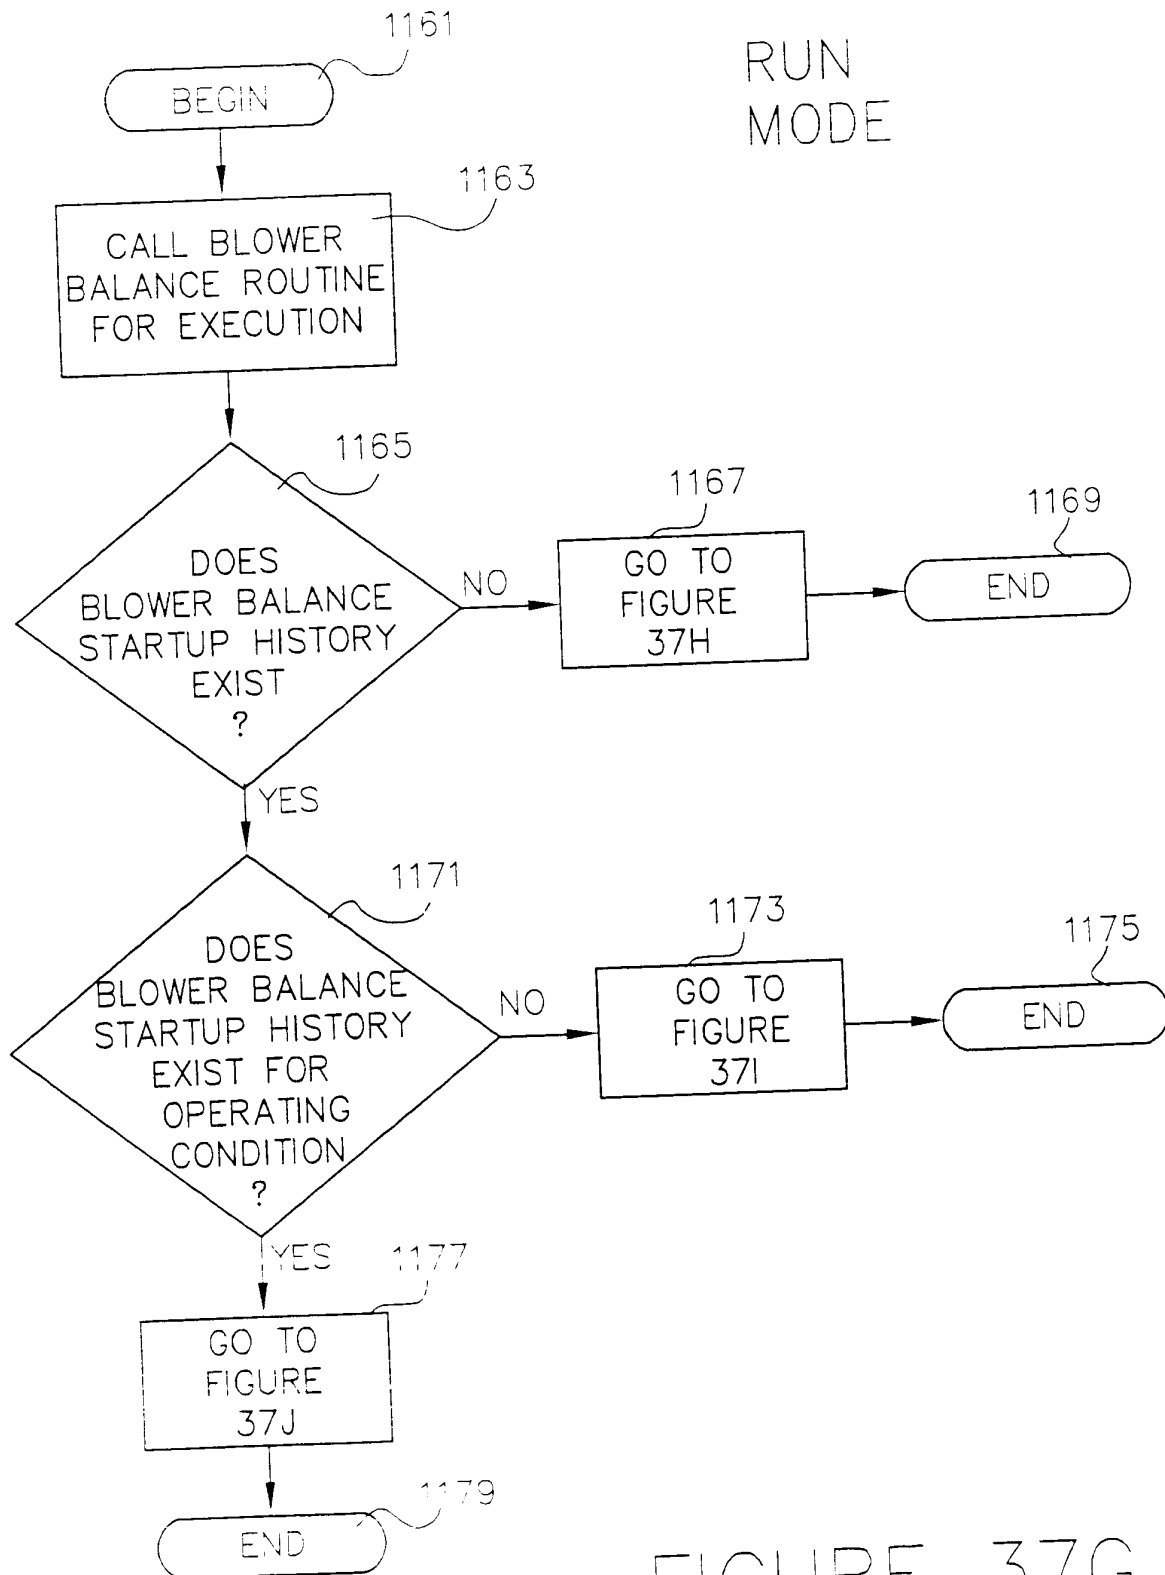 1161
BEGIN
RUN
MODE
1163
CALL BLOWER
BALANCE ROUTINE
FOR EXECUTION
1165
DOES
BLOWER BALANCE
STARTUP HISTORY
EXIST
?
NO
1167
GO TO
FIGURE
37H
1169
END
YES
1171
DOES
BLOWER BALANCE
STARTUP HISTORY
EXIST FOR
OPERATING
CONDITION
?
NO
1173
GO TO
FIGURE
37I
1175
END
YES
1177
GO TO
FIGURE
37J
1179
END
FIGURE 37G